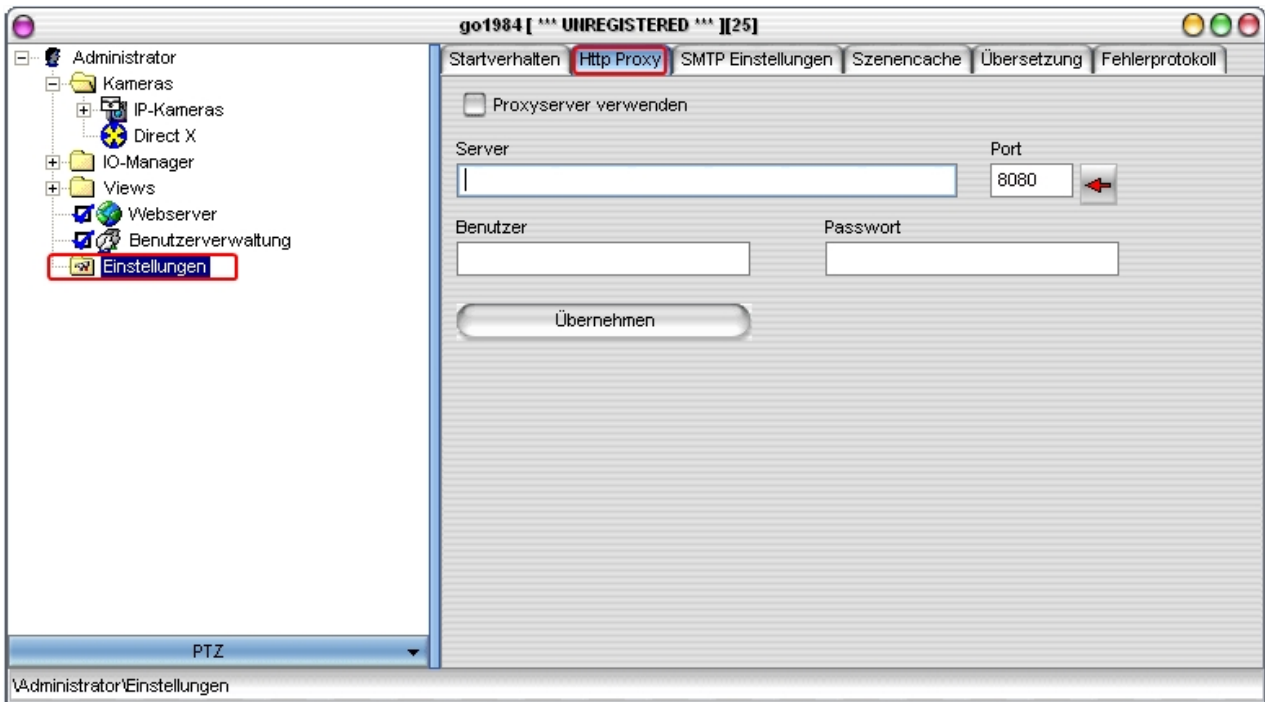 go1984 [ *** UNREGISTERED *** ][25]
Administrator
Kameras
IP-Kameras
Direct X
IO-Manager
Views
Webserver
Benutzerverwaltung
Einstellungen
PTZ
Startverhalten Http Proxy SMTP Einstellungen Szenencache Übersetzung Fehlerprotokoll
Proxyserver verwenden
Server Port
8080
Benutzer Passwort
Übernehmen
\Administrator\Einstellungen